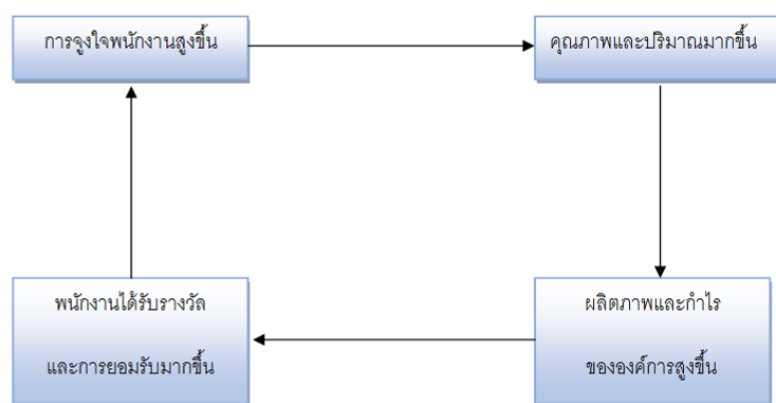 การจูงใจพนักงานสูงขึ้น
คุณภาพและปริมาณมากขึ้น
พนักงานได้รับรางวัล
และการยอมรับมากขึ้น
ผลิตภาพและกำไร
ขององค์การสูงขึ้น